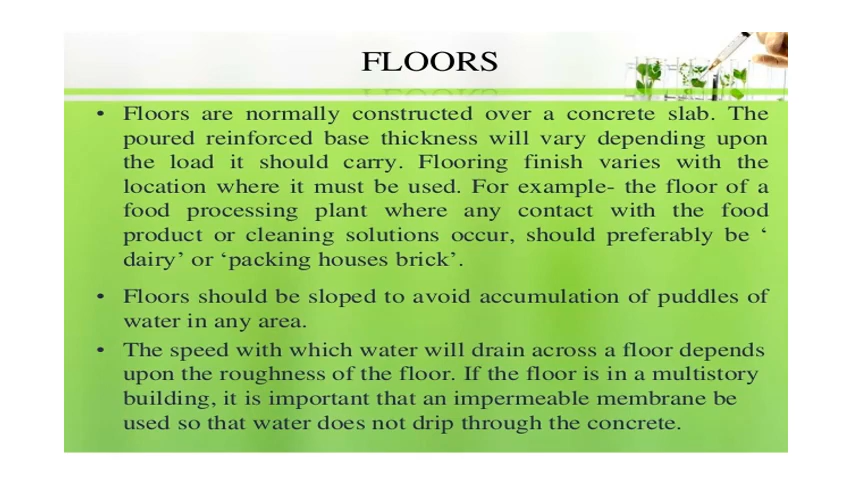 FLOORS
• Floors are normally constructed over a concrete slab. The
poured reinforced base thickness will vary depending upon
the load it should carry. Flooring finish varies with the
location where it must be used. For example- the floor of a
food processing plant where any contact with the food
product or cleaning solutions occur, should preferably be ‘
dairy’ or ‘packing houses brick’.
• Floors should be sloped to avoid accumulation of puddles of
water in any area.
• The speed with which water will drain across a floor depends
upon the roughness of the floor. If the floor is in a multistory
building, it is important that an impermeable membrane be
used so that water does not drip through the concrete.